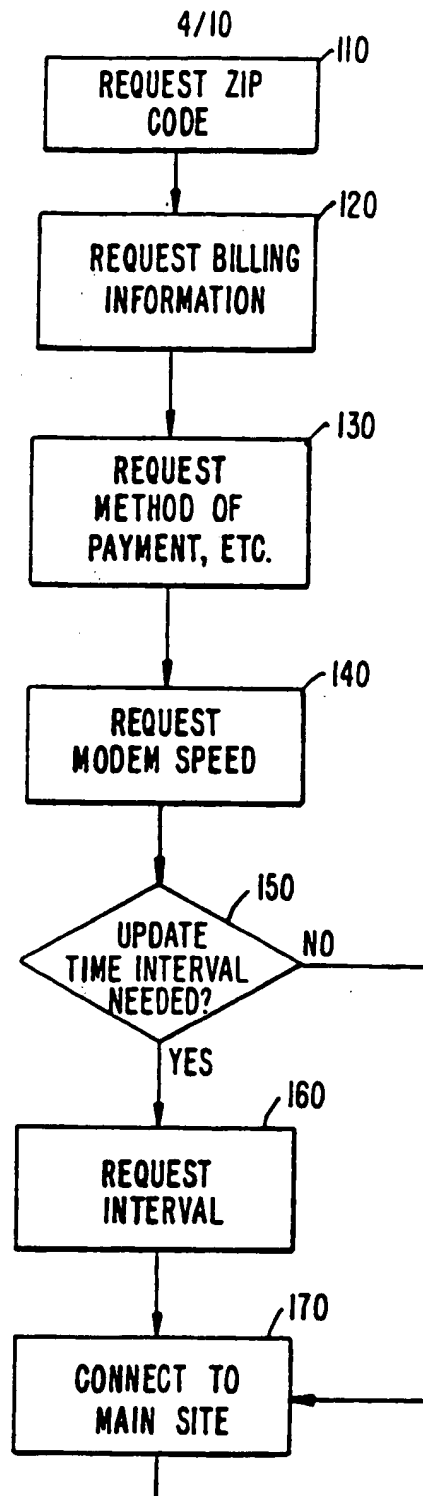 4/10
110
REQUEST ZIP
CODE
120
REQUEST BILLING
INFORMATION
130
REQUEST
METHOD OF
PAYMENT, ETC.
140
REQUEST
MODEM SPEED
150
UPDATE
TIME INTERVAL
NEEDED?
NO
YES
160
REQUEST
INTERVAL
170
CONNECT TO
MAIN SITE